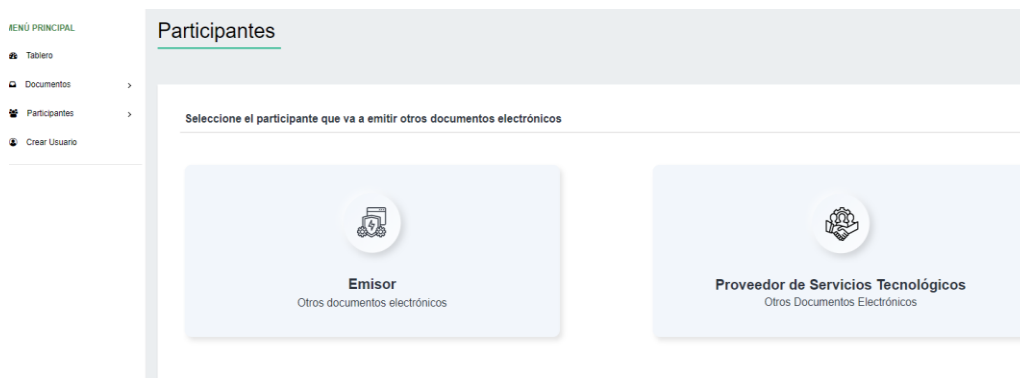 MENÚ PRINCIPAL
Tablero
Documentos
Participantes
Crear Usuario
Participantes
Seleccione el participante que va a emitir otros documentos electrónicos
Emisor
Otros documentos electrónicos
Proveedor de Servicios Tecnológicos
Otros Documentos Electrónicos